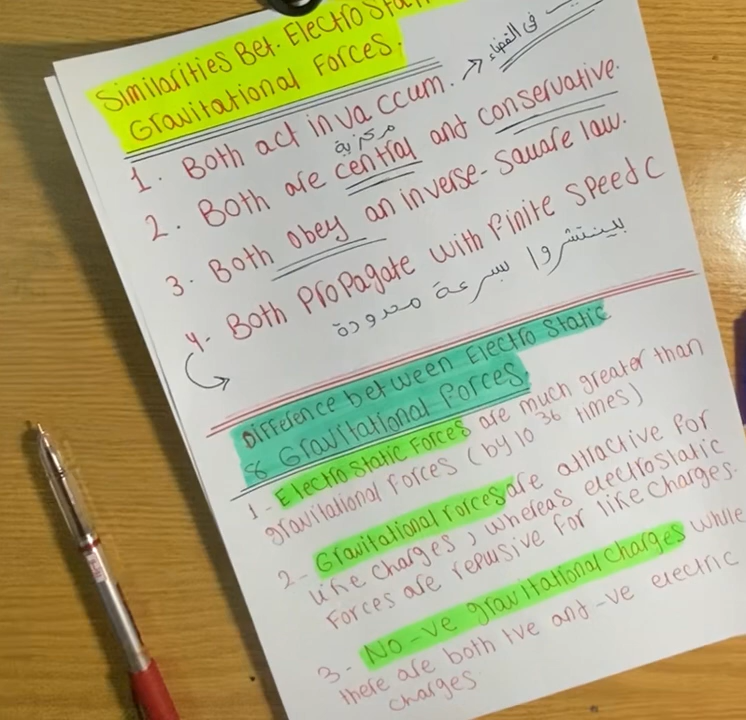 Similarities Bet. Electrostati
Gravitational Forces.
1. Both act in vaccum. → في الفضاء
مركزية
2. Both are central and conservative.
3. Both obey an inverse-square law.
4- Both Propagate with finite speed C
بينتشروا بسرعة محدودة
Difference between Electro Static
& Gravitational Forces.
1- Electro static Forces are much greater than
gravitational Forces (by 10^36 times)
2- Gravitational Forces are attractive for
like charges, whereas electrostatic
Forces are repulsive for like charges.
3- No -ve gravitational charges while
there are both +ve and -ve electric
charges